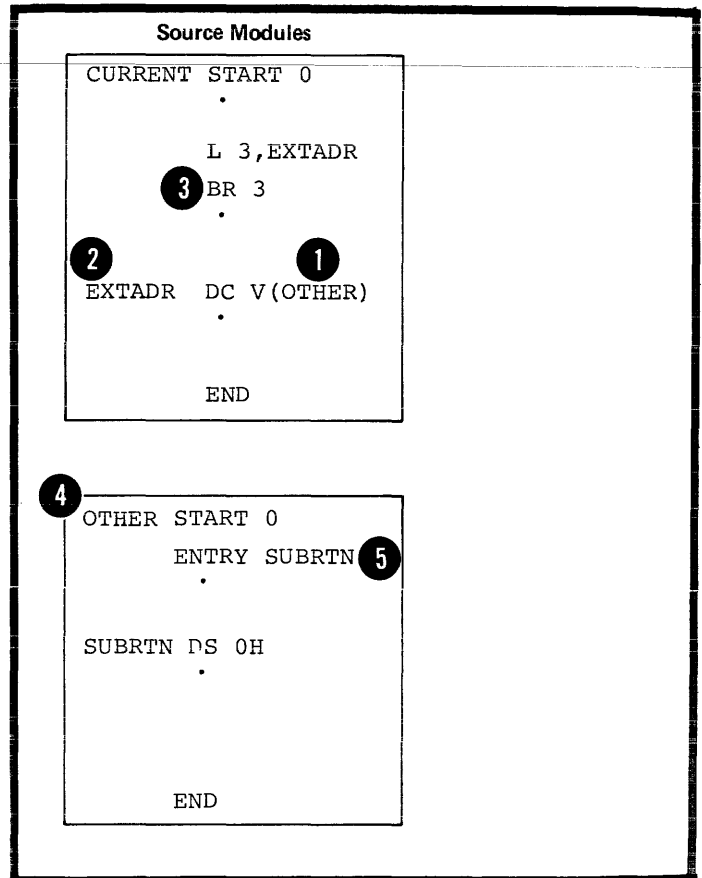 Source Modules
CURRENT START 0
.
L 3,EXTADR
3 BR 3
.
2 1
EXTADR DC V(OTHER)
.
END
4
OTHER START 0
ENTRY SUBRTN 5
.
SUBRTN DS 0H
.
END